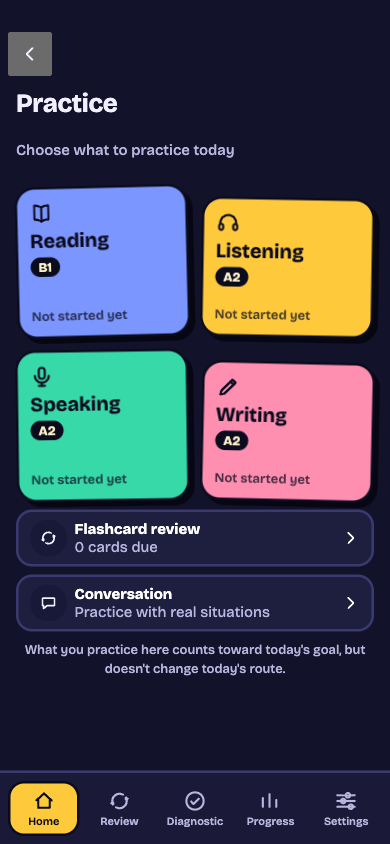 Practice
Choose what to practice today
Reading
B1
Not started yet
Listening
A2
Not started yet
Speaking
A2
Not started yet
Writing
A2
Not started yet
Flashcard review
0 cards due
Conversation
Practice with real situations
What you practice here counts toward today's goal, but
doesn't change today's route.
Home
Review
Diagnostic
Progress
Settings